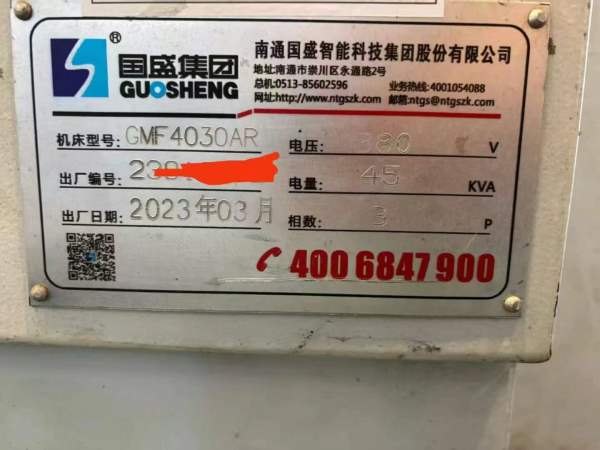 国盛集团
GUOSHENG
®
南通国盛智能科技集团股份有限公司
地址:南通市崇川区永通路2号
总机:0513-85602596 业务热线:4001054088
网址:http://www.ntgszk.com 邮箱:ntgs@ntgszk.com
机床型号: GMF4030AR 电压: 380 V
出厂编号: 电量: 45 KVA
出厂日期: 2023年03月 相数: 3 P
400 6847 900